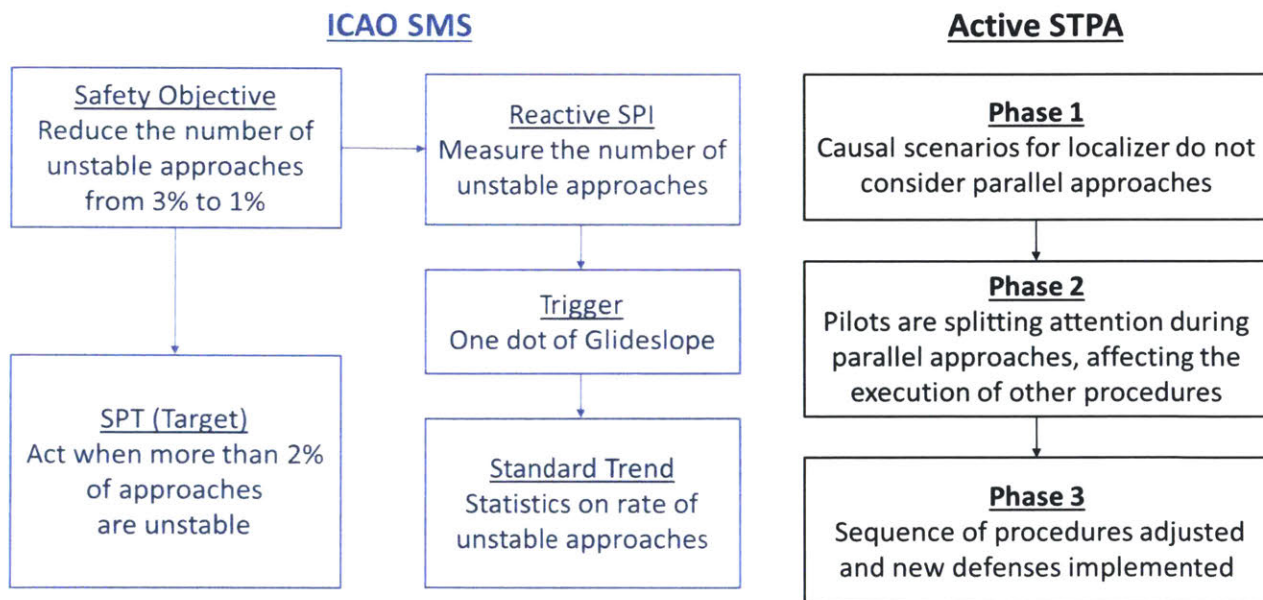 ICAO SMS
Safety Objective
Reduce the number of
unstable approaches
from 3% to 1%
SPT (Target)
Act when more than 2%
of approaches
are unstable
Reactive SPI
Measure the number of
unstable approaches
Trigger
One dot of Glideslope
Standard Trend
Statistics on rate of
unstable approaches
Active STPA
Phase 1
Causal scenarios for localizer do not
consider parallel approaches
Phase 2
Pilots are splitting attention during
parallel approaches, affecting the
execution of other procedures
Phase 3
Sequence of procedures adjusted
and new defenses implemented